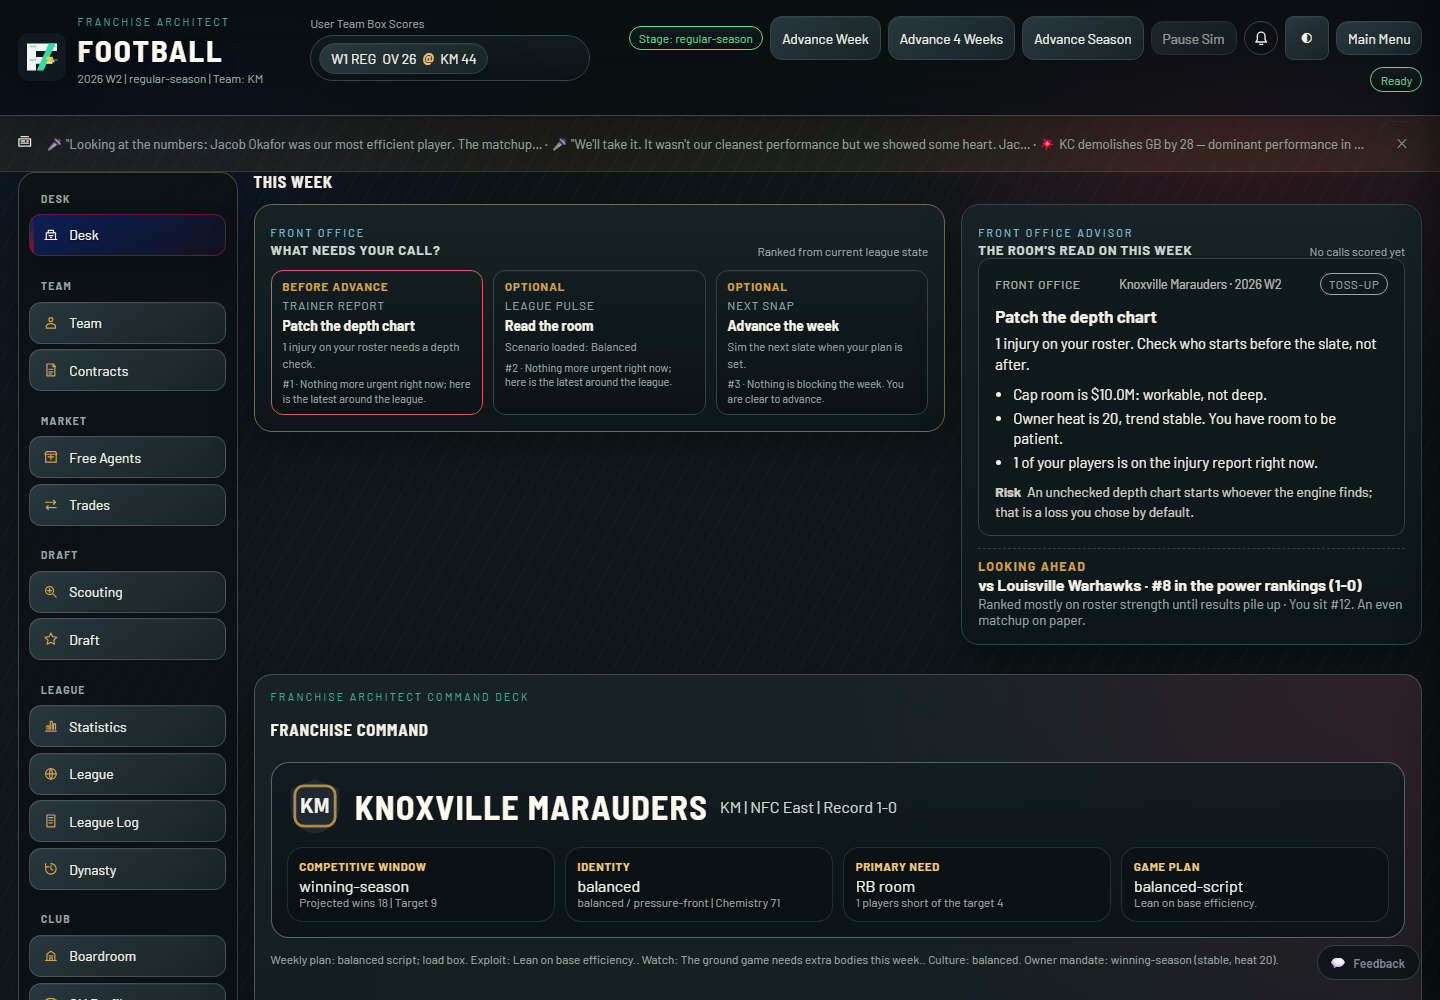 FRANCHISE ARCHITECT
FOOTBALL
2026 W2 | regular-season | Team: KM
User Team Box Scores
W1 REG OV 26 @ KM 44
Stage: regular-season
Advance Week
Advance 4 Weeks
Advance Season
Pause Sim
Main Menu
Ready
"Looking at the numbers: Jacob Okafor was our most efficient player. The matchup... · "We'll take it. It wasn't our cleanest performance but we showed some heart. Jac... · KC demolishes GB by 28 — dominant performance in ...
DESK
Desk
TEAM
Team
Contracts
MARKET
Free Agents
Trades
DRAFT
Scouting
Draft
LEAGUE
Statistics
League
League Log
Dynasty
CLUB
Boardroom
THIS WEEK
FRONT OFFICE
WHAT NEEDS YOUR CALL?
Ranked from current league state
BEFORE ADVANCE
TRAINER REPORT
Patch the depth chart
1 injury on your roster needs a depth
check.
#1 · Nothing more urgent right now; here
is the latest around the league.
OPTIONAL
LEAGUE PULSE
Read the room
Scenario loaded: Balanced
#2 · Nothing more urgent right now;
here is the latest around the league.
OPTIONAL
NEXT SNAP
Advance the week
Sim the next slate when your plan is
set.
#3 · Nothing is blocking the week. You
are clear to advance.
FRONT OFFICE ADVISOR
THE ROOM'S READ ON THIS WEEK
No calls scored yet
FRONT OFFICE
Knoxville Marauders · 2026 W2
TOSS-UP
Patch the depth chart
1 injury on your roster. Check who starts before the slate, not
after.
• Cap room is $10.0M: workable, not deep.
• Owner heat is 20, trend stable. You have room to be
patient.
• 1 of your players is on the injury report right now.
Risk An unchecked depth chart starts whoever the engine finds;
that is a loss you chose by default.
LOOKING AHEAD
vs Louisville Warhawks · #8 in the power rankings (1-0)
Ranked mostly on roster strength until results pile up · You sit #12. An even
matchup on paper.
FRANCHISE ARCHITECT COMMAND DECK
FRANCHISE COMMAND
KM
KNOXVILLE MARAUDERS
KM | NFC East | Record 1-0
COMPETITIVE WINDOW
winning-season
Projected wins 18 | Target 9
IDENTITY
balanced
balanced / pressure-front | Chemistry 71
PRIMARY NEED
RB room
1 players short of the target 4
GAME PLAN
balanced-script
Lean on base efficiency.
Weekly plan: balanced script; load box. Exploit: Lean on base efficiency.. Watch: The ground game needs extra bodies this week.. Culture: balanced. Owner mandate: winning-season (stable, heat 20).
Feedback